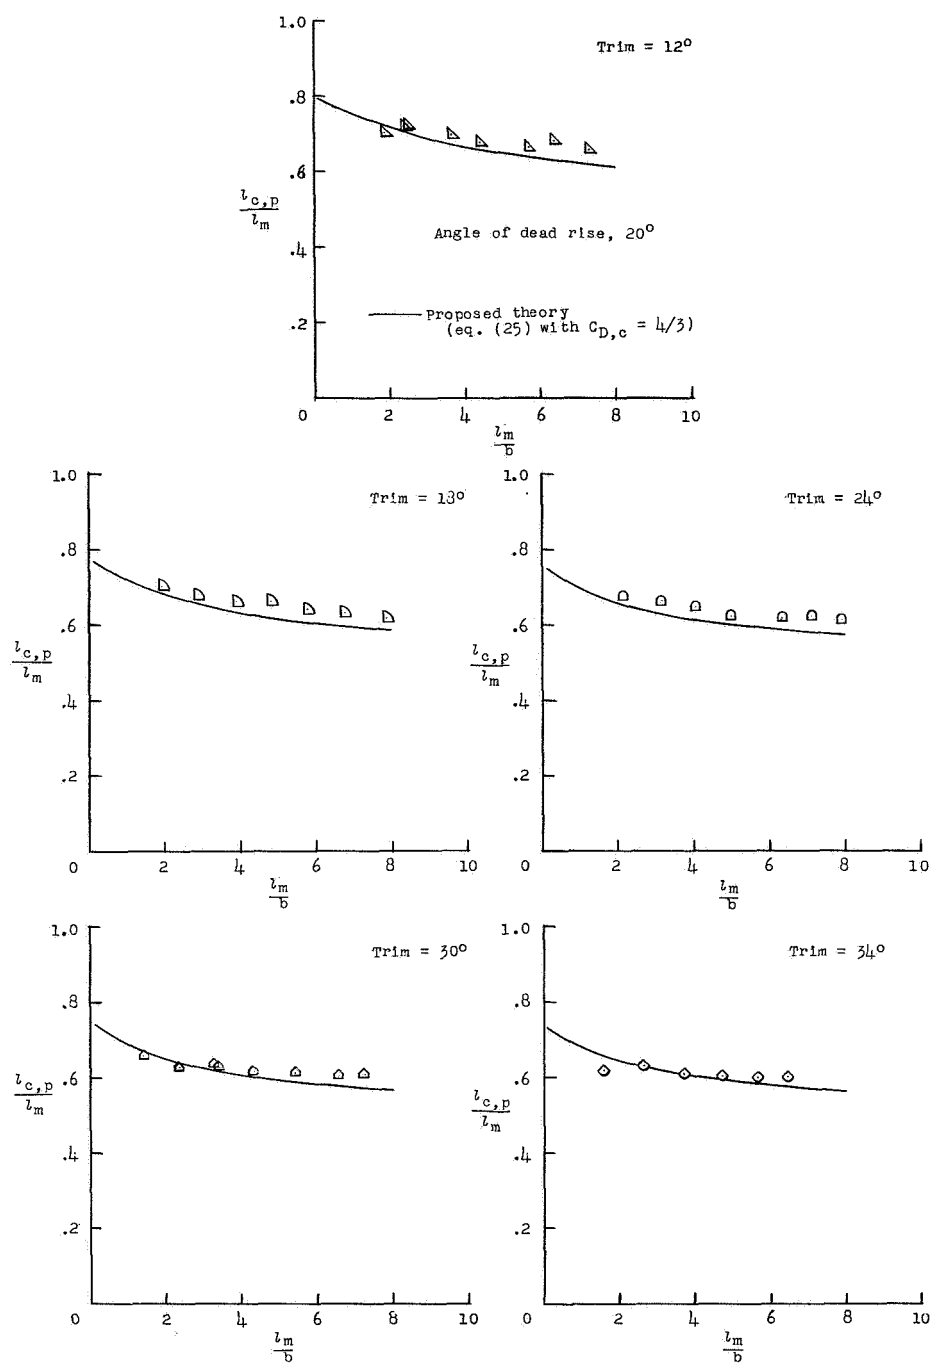 1.0
Trim = 12°
.8
.6
l_c,p
l_m
Angle of dead rise, 20°
.4
Proposed theory
(eq. (25) with C_D,c = 4/3)
.2
0 2 4 6 8 10
l_m
b
1.0
Trim = 18°
.8
.6
l_c,p
l_m
.4
.2
0 2 4 6 8 10
l_m
b
1.0
Trim = 24°
.8
.6
l_c,p
l_m
.4
.2
0 2 4 6 8 10
l_m
b
1.0
Trim = 30°
.8
.6
l_c,p
l_m
.4
.2
0 2 4 6 8 10
l_m
b
1.0
Trim = 34°
.8
.6
l_c,p
l_m
.4
.2
0 2 4 6 8 10
l_m
b